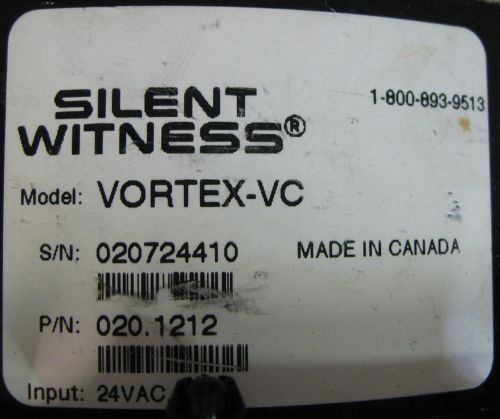 1-800-893-9513
SILENT
WITNESS®
Model: VORTEX-VC
S/N: 020724410 MADE IN CANADA
P/N: 020.1212
Input: 24VAC